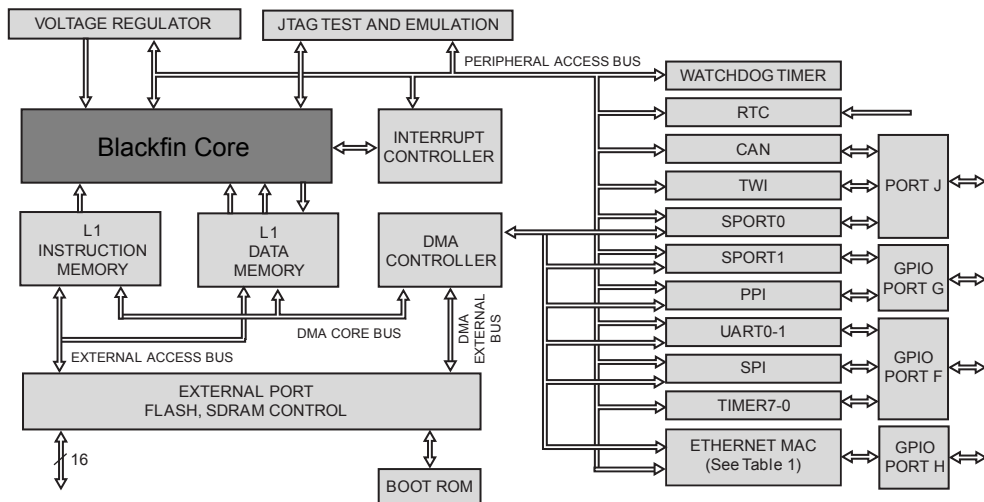 VOLTAGE REGULATOR
JTAG TEST AND EMULATION
PERIPHERAL ACCESS BUS
WATCHDOG TIMER
RTC
Blackfin Core
INTERRUPT
CONTROLLER
CAN
TWI
SPORT0
PORT J
L1
INSTRUCTION
MEMORY
L1
DATA
MEMORY
DMA
CONTROLLER
SPORT1
PPI
GPIO
PORT G
DMA CORE BUS
EXTERNAL ACCESS BUS
DMA
EXTERNAL
BUS
UART0-1
SPI
TIMER7-0
GPIO
PORT F
EXTERNAL PORT
FLASH, SDRAM CONTROL
ETHERNET MAC
(See Table 1)
GPIO
PORT H
16
BOOT ROM